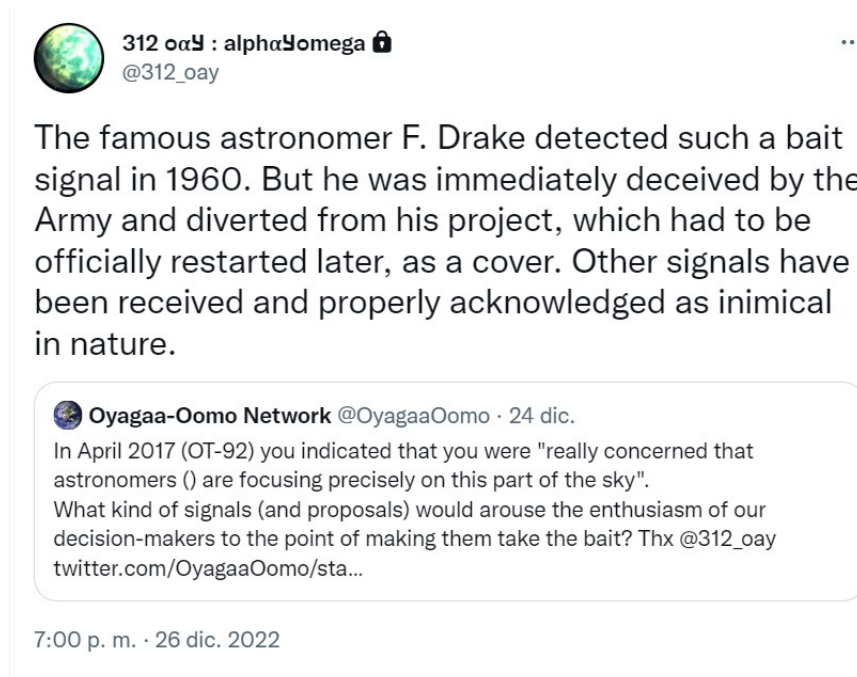 312 oαY : alphαYomega
@312_oay
The famous astronomer F. Drake detected such a bait
signal in 1960. But he was immediately deceived by the
Army and diverted from his project, which had to be
officially restarted later, as a cover. Other signals have
been received and properly acknowledged as inimical
in nature.
Oyagaa-Oomo Network @OyagaaOomo · 24 dic.
In April 2017 (OT-92) you indicated that you were "really concerned that
astronomers () are focusing precisely on this part of the sky".
What kind of signals (and proposals) would arouse the enthusiasm of our
decision-makers to the point of making them take the bait? Thx @312_oay
twitter.com/OyagaaOomo/sta...
7:00 p. m. · 26 dic. 2022